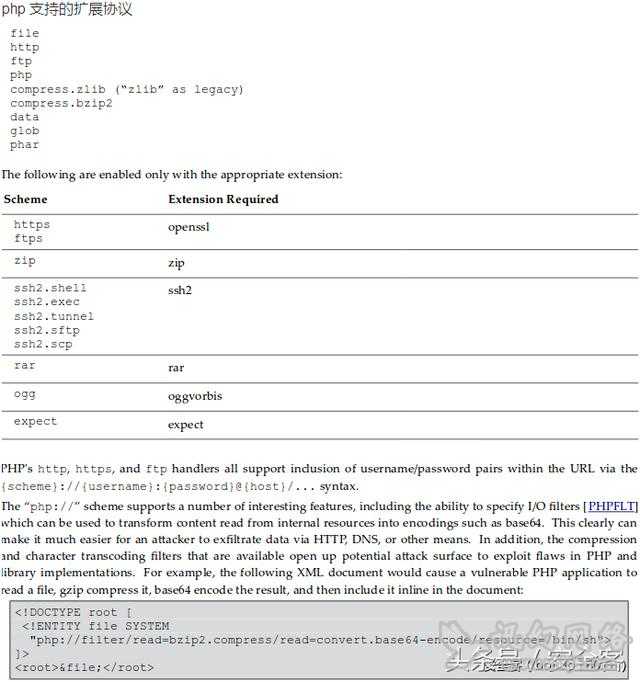 php 支持的扩展协议
file
http
ftp
php
compress.zlib (“zlib” as legacy)
compress.bzip2
data
glob
phar
The following are enabled only with the appropriate extension:
Scheme Extension Required
https openssl
ftps
zip zip
ssh2.shell ssh2
ssh2.exec
ssh2.tunnel
ssh2.sftp
ssh2.scp
rar rar
ogg oggvorbis
expect expect
PHP's http, https, and ftp handlers all support inclusion of username/password pairs within the URL via the
{scheme}://{username}:{password}@{host}/... syntax.
The “php://” scheme supports a number of interesting features, including the ability to specify I/O filters [PHPFLT]
which can be used to transform content read from internal resources into encodings such as base64. This clearly can
make it much easier for an attacker to exfiltrate data via HTTP, DNS, or other means. In addition, the compression
and character transcoding filters that are available open up potential attack surface to exploit flaws in PHP and
library implementations. For example, the following XML document would cause a vulnerable PHP application to
read a file, gzip compress it, base64 encode the result, and then include it inline in the document:
<!DOCTYPE root [
<!ENTITY file SYSTEM
"php://filter/read=bzip2.compress/read=convert.base64-encode/resource=/bin/sh">
]>
<root>&file;</root>
头条号